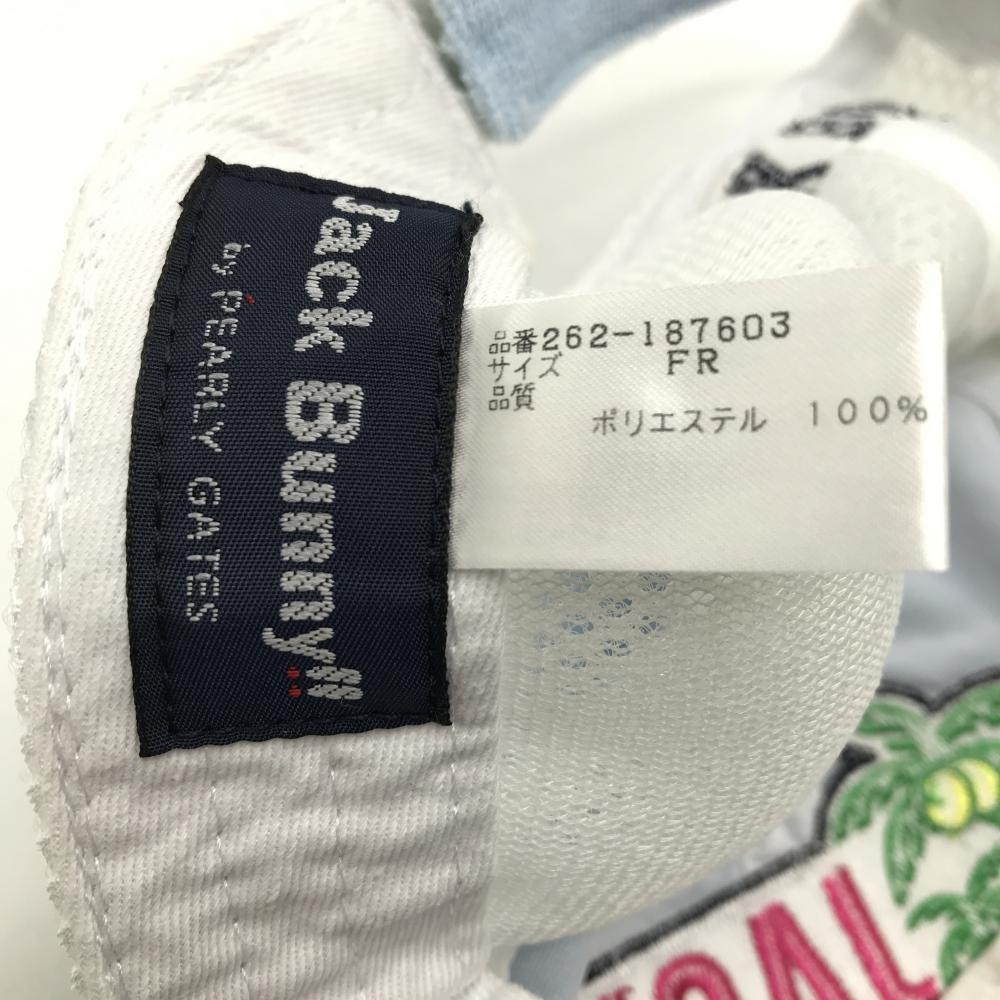 Jack Bunny!!
by PEARLY GATES
品番262-187603
サイズ FR
品質
ポリエステル 100%